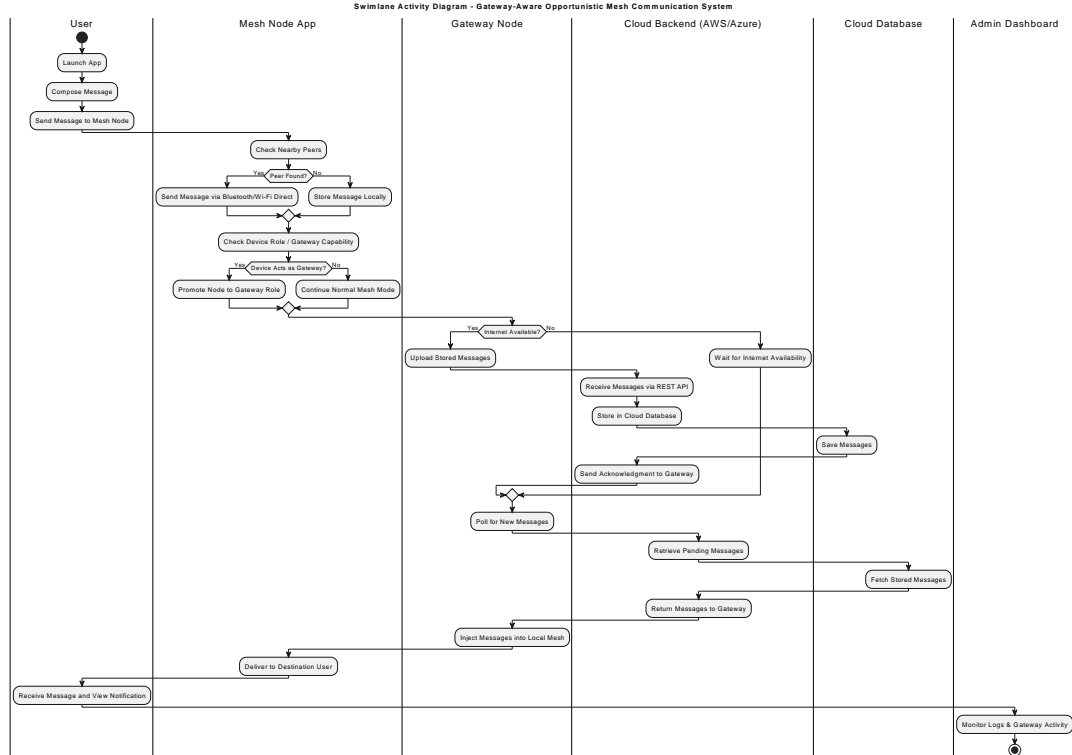 Swimlane Activity Diagram - Gateway-Aware Opportunistic Mesh Communication System
User
Mesh Node App
Gateway Node
Cloud Backend (AWS/Azure)
Cloud Database
Admin Dashboard
Launch App
Compose Message
Send Message to Mesh Node
Check Nearby Peers
Yes
Peer Found?
No
Send Message via Bluetooth/Wi-Fi Direct
Store Message Locally
Check Device Role / Gateway Capability
Yes
Device Acts as Gateway?
No
Promote Node to Gateway Role
Continue Normal Mesh Mode
Yes
Internet Available?
No
Upload Stored Messages
Wait for Internet Availability
Receive Messages via REST API
Store in Cloud Database
Save Messages
Send Acknowledgment to Gateway
Poll for New Messages
Retrieve Pending Messages
Fetch Stored Messages
Return Messages to Gateway
Inject Messages into Local Mesh
Deliver to Destination User
Receive Message and View Notification
Monitor Logs & Gateway Activity